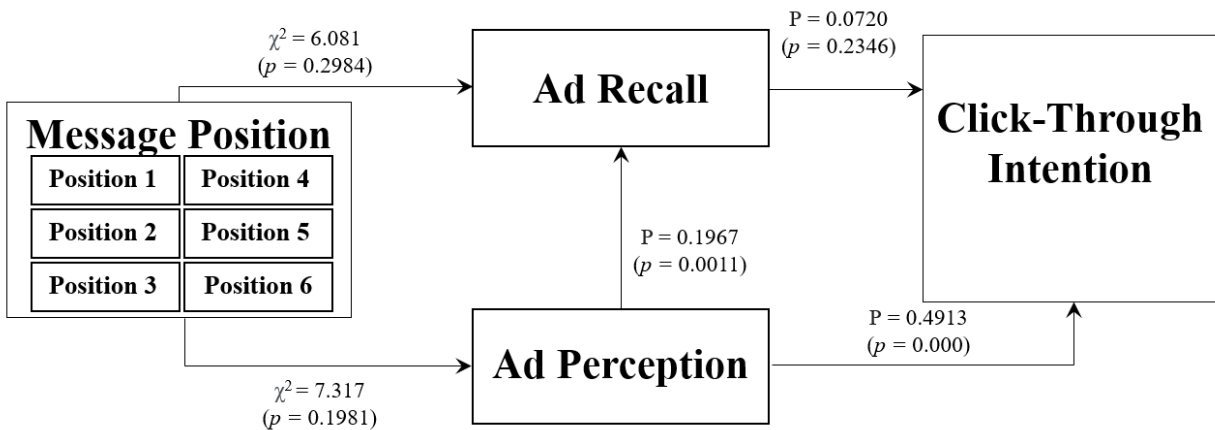 χ² = 6.081
(p = 0.2984)
P = 0.0720
(p = 0.2346)
Ad Recall
Click-Through
Intention
Message Position
Position 1
Position 4
Position 2
Position 5
Position 3
Position 6
P = 0.1967
(p = 0.0011)
P = 0.4913
(p = 0.000)
Ad Perception
χ² = 7.317
(p = 0.1981)